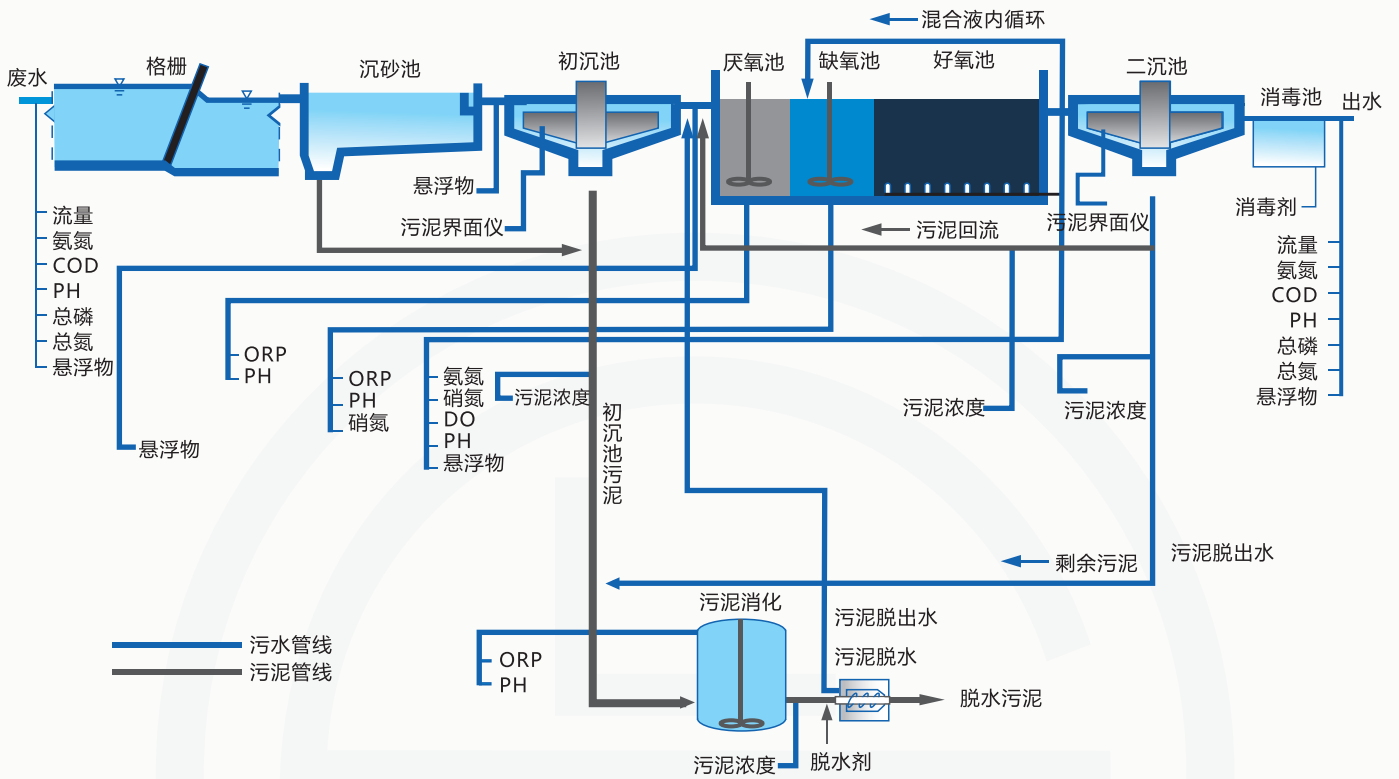 混合液内循环
废水
格栅
沉砂池
初沉池
厌氧池
缺氧池
好氧池
二沉池
消毒池
出水
悬浮物
污泥界面仪
污泥回流
污泥界面仪
消毒剂
流量
氨氮
COD
PH
总磷
总氮
悬浮物
流量
氨氮
COD
PH
总磷
总氮
悬浮物
ORP
PH
ORP
PH
硝氮
氨氮
硝氮
DO
PH
悬浮物
污泥浓度
初沉池污泥
污泥浓度
污泥浓度
悬浮物
剩余污泥
污泥脱出水
污泥消化
污泥脱出水
污水管线
污泥管线
ORP
PH
污泥脱水
脱水污泥
污泥浓度
脱水剂